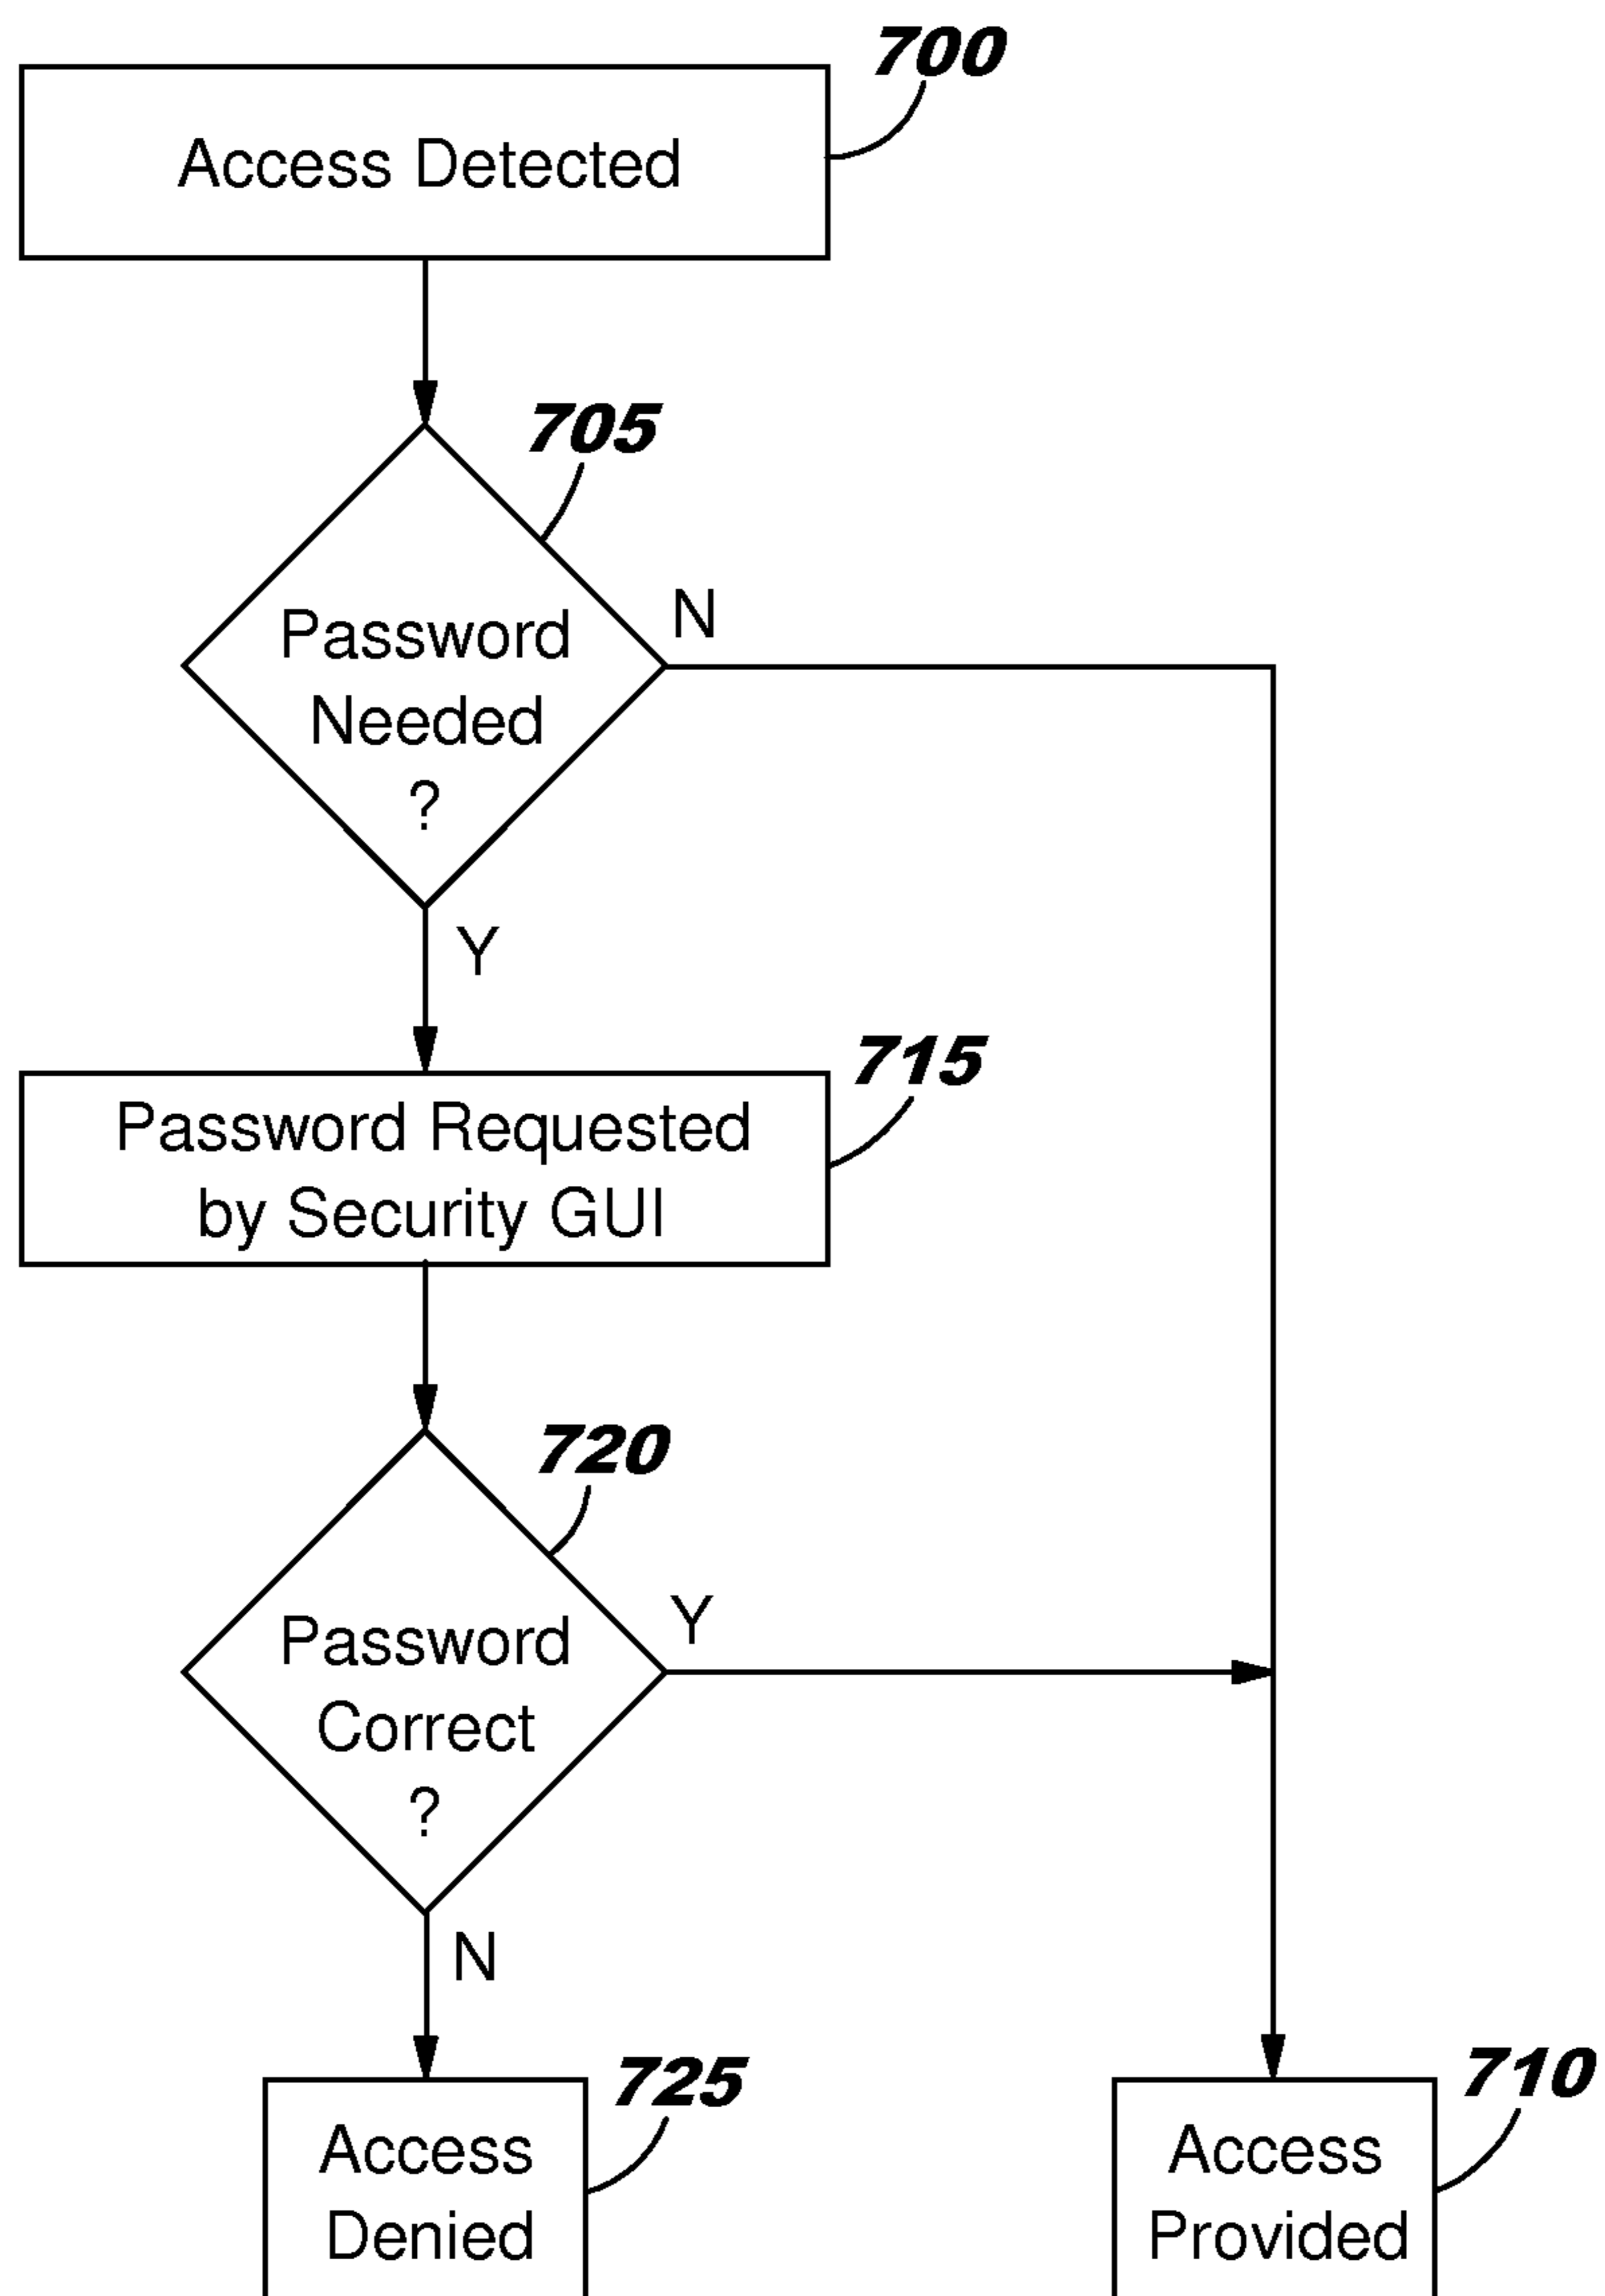 700
Access Detected
705
Password
Needed
?
N
Y
715
Password Requested
by Security GUI
720
Password
Correct
?
Y
N
725
Access
Denied
710
Access
Provided